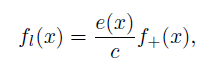 f_l(x) = \frac{e(x)}{c} f_+(x),